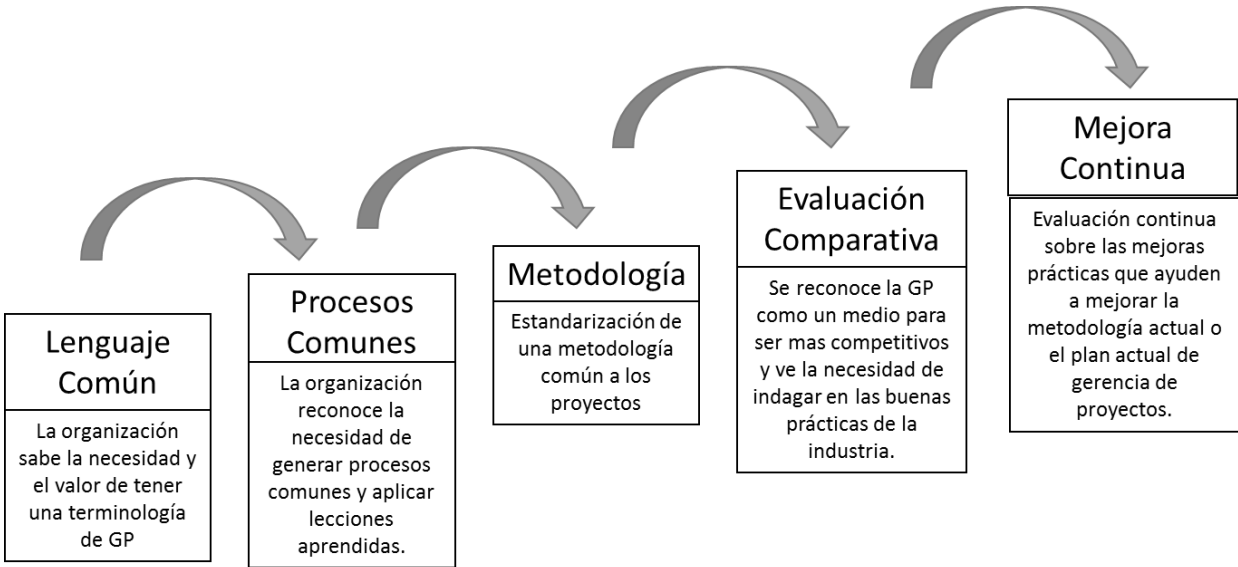 Lenguaje
Común
La organización
sabe la necesidad y
el valor de tener
una terminología
de GP
Procesos
Comunes
La organización
reconoce la
necesidad de
generar procesos
comunes y aplicar
lecciones
aprendidas.
Metodología
Estandarización de
una metodología
común a los
proyectos
Evaluación
Comparativa
Se reconoce la GP
como un medio para
ser mas competitivos
y ve la necesidad de
indagar en las buenas
prácticas de la
industria.
Mejora
Continua
Evaluación continua
sobre las mejoras
prácticas que ayuden
a mejorar la
metodología actual o
el plan actual de
gerencia de
proyectos.